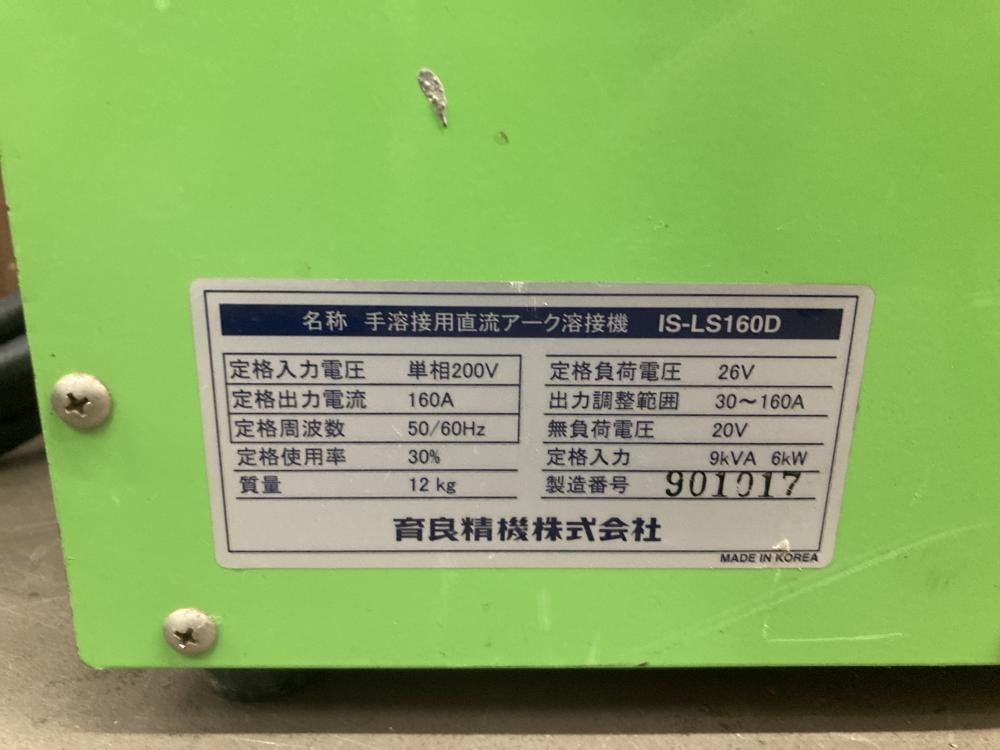 名称 手溶接用直流アーク溶接機 IS-LS160D
定格入力電圧 単相200V
定格出力電流 160A
定格周波数 50/60Hz
定格使用率 30%
質量 12 kg
定格負荷電圧 26V
出力調整範囲 30～160A
無負荷電圧 20V
定格入力 9kVA 6kW
製造番号 901017
育良精機株式会社
MADE IN KOREA